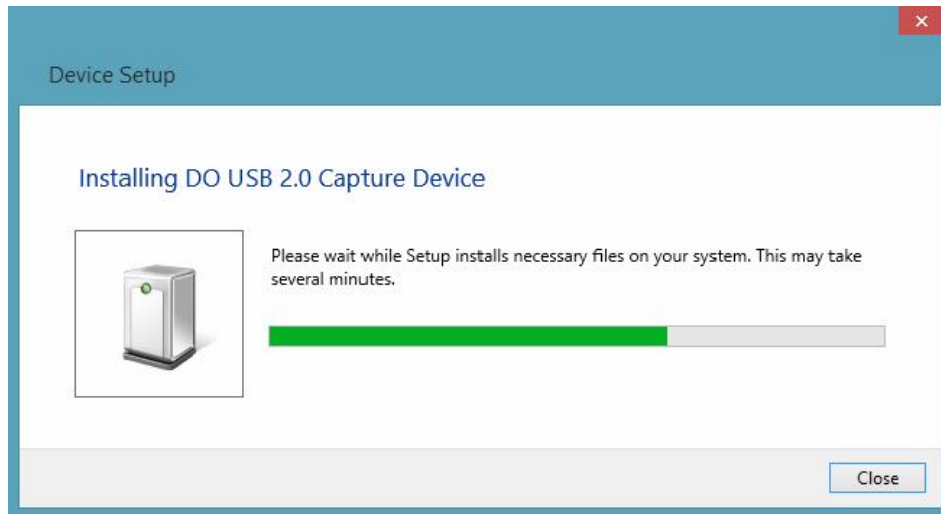 Device Setup
Installing DO USB 2.0 Capture Device
Please wait while Setup installs necessary files on your system. This may take
several minutes.
Close